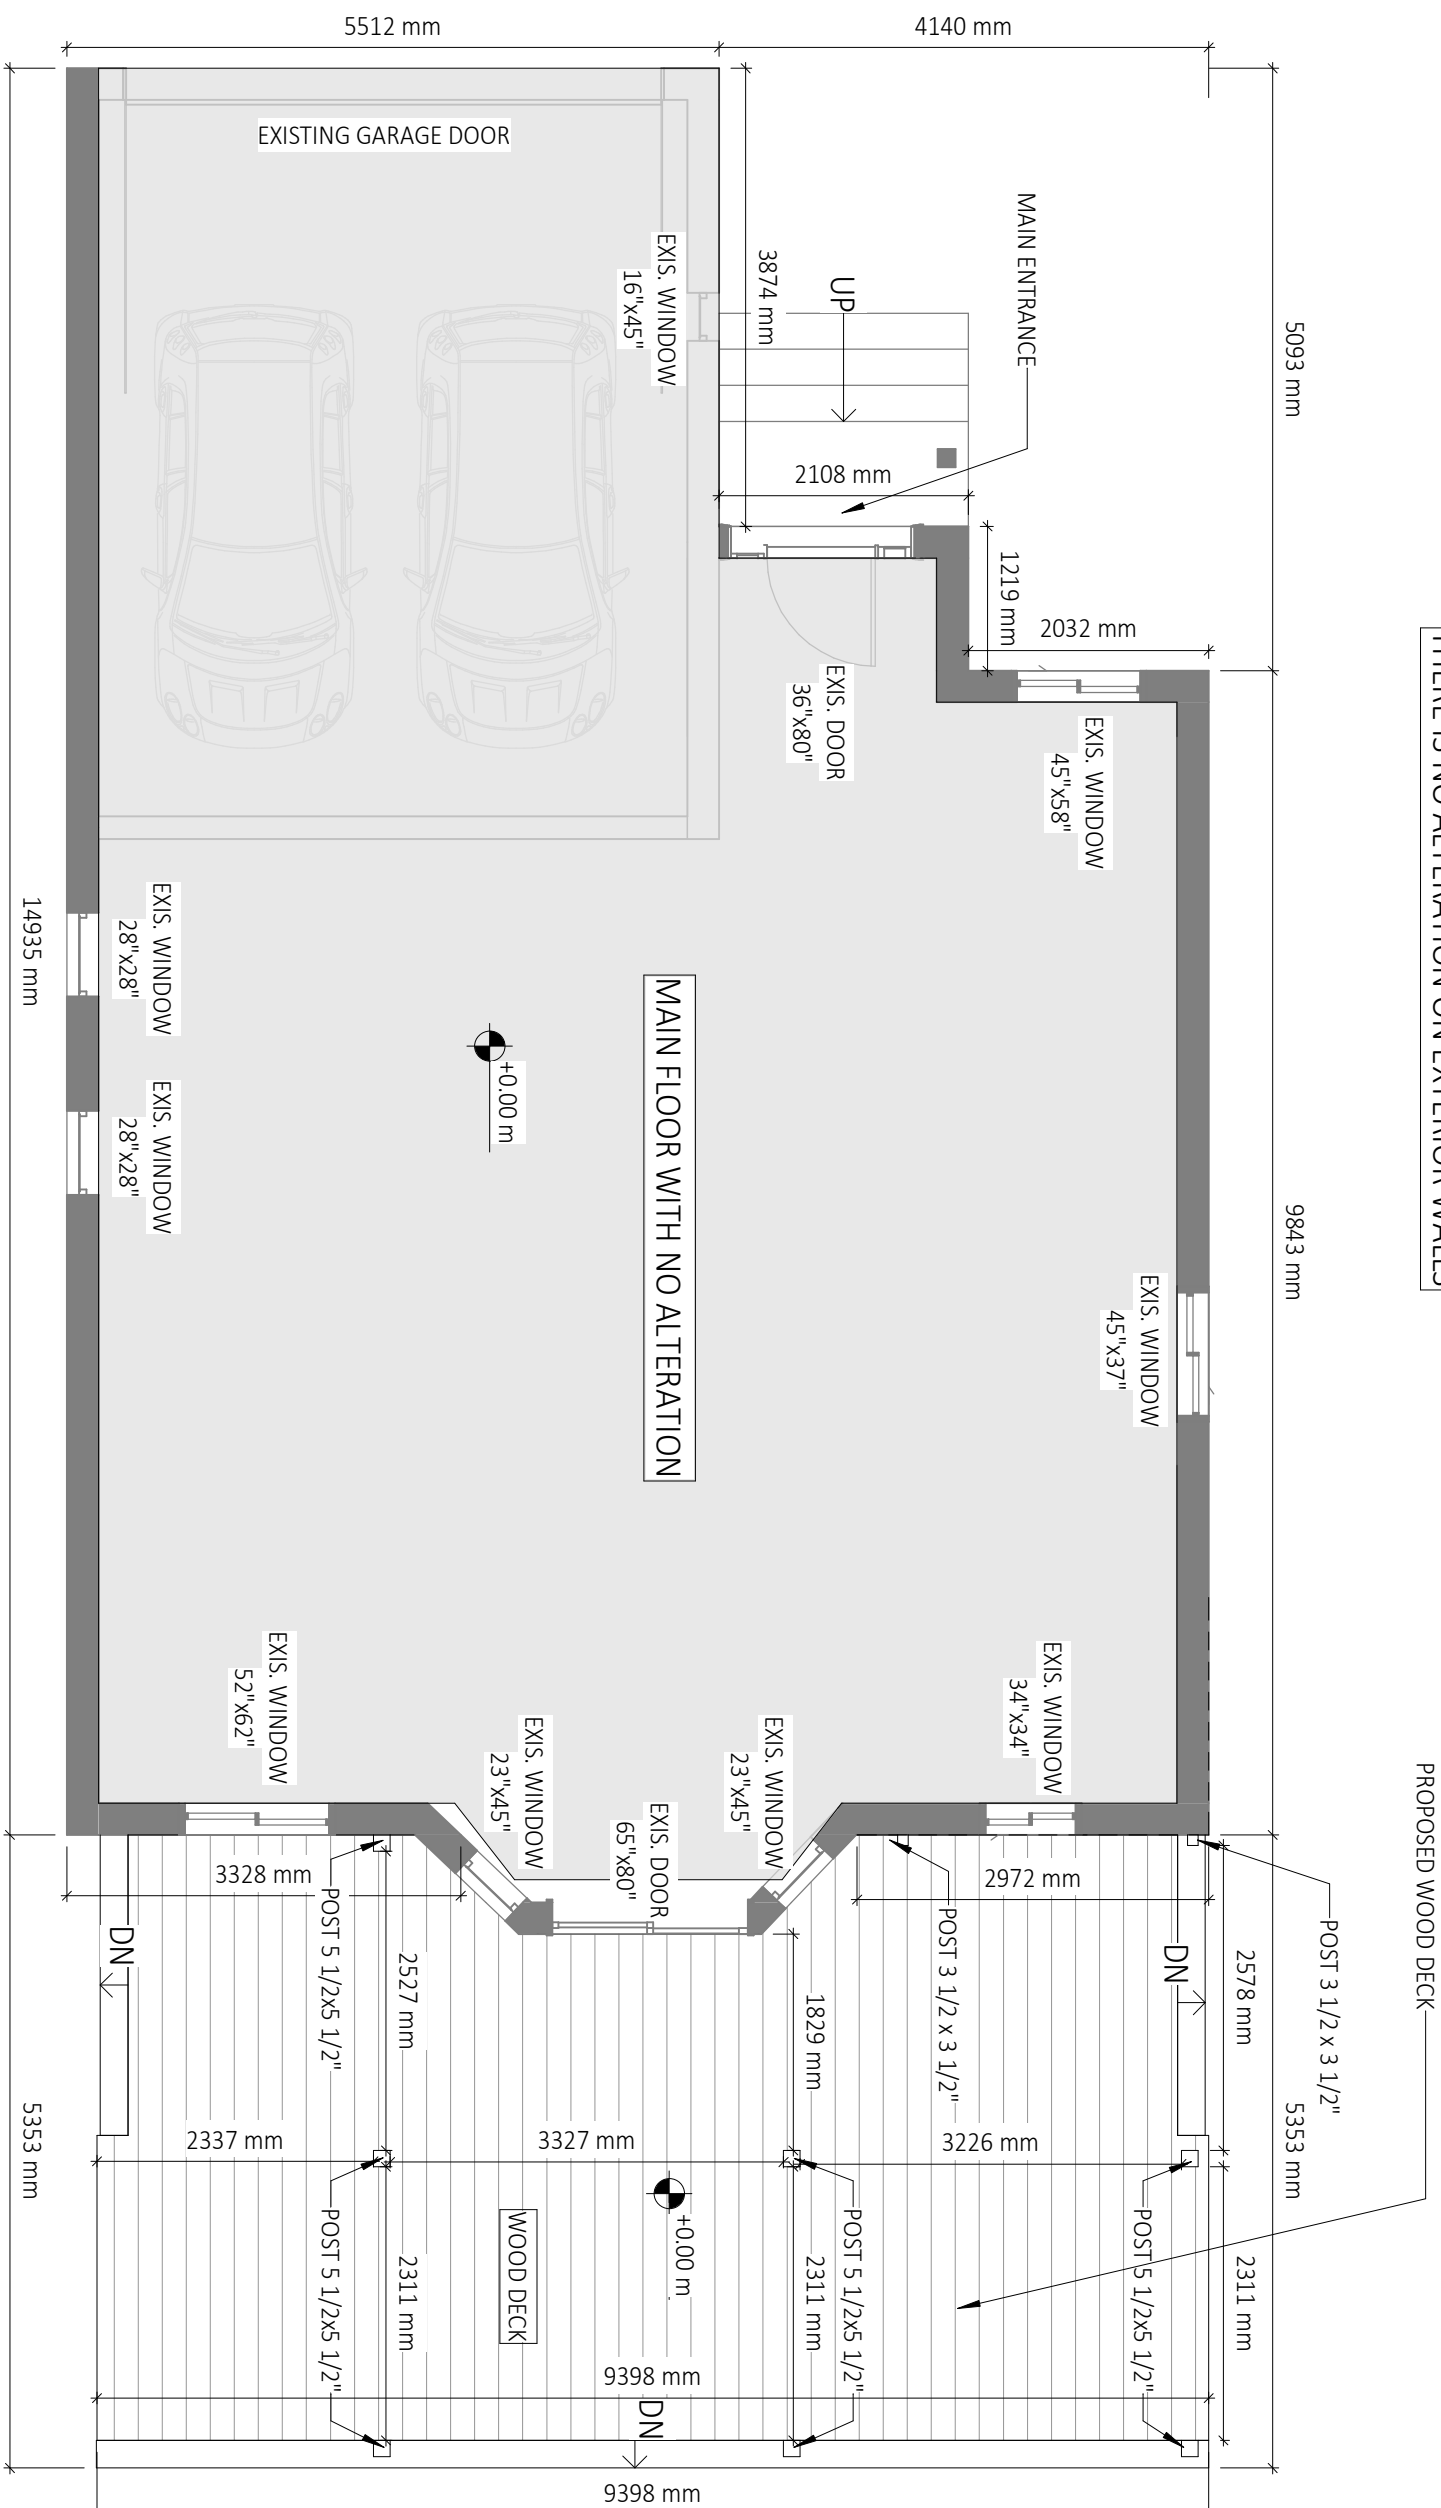 5512 mm
4140 mm
EXISTING GARAGE DOOR
MAIN ENTRANCE
EXIS. WINDOW
16"x45"
3874 mm
UP
5093 mm
2108 mm
1219 mm
2032 mm
THERE IS NO ALTERATION ON EXTERIOR WALLS
EXIS. DOOR
36"x80"
EXIS. WINDOW
45"x58"
14935 mm
EXIS. WINDOW
28"x28"
EXIS. WINDOW
28"x28"
+0.00 m
MAIN FLOOR WITH NO ALTERATION
9843 mm
EXIS. WINDOW
45"x37"
EXIS. WINDOW
52"x62"
EXIS. WINDOW
23"x45"
EXIS. DOOR
65"x80"
EXIS. WINDOW
23"x45"
EXIS. WINDOW
34"x34"
PROPOSED WOOD DECK
3328 mm
2972 mm
DN
POST 5 1/2x5 1/2"
2527 mm
1829 mm
POST 3 1/2 x 3 1/2"
DN
2578 mm
POST 3 1/2 x 3 1/2"
5353 mm
2337 mm
3327 mm
3226 mm
5353 mm
POST 5 1/2x5 1/2"
2311 mm
WOOD DECK
+0.00 m
2311 mm
POST 5 1/2x5 1/2"
POST 5 1/2x5 1/2"
2311 mm
9398 mm
DN
9398 mm